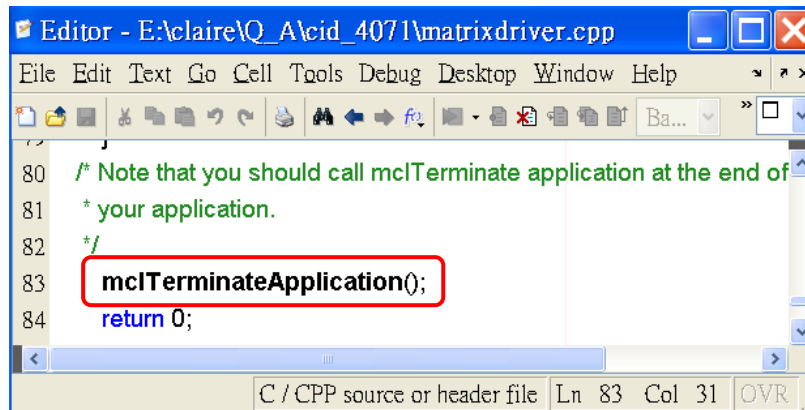 Editor - E:\claire\Q_A\cid_4071\matrixdriver.cpp
File Edit Text Go Cell Tools Debug Desktop Window Help
Ba...
80 /* Note that you should call mclTerminate application at the end of
81 * your application.
82 */
83 mclTerminateApplication();
84 return 0;
C / CPP source or header file Ln 83 Col 31 OVR